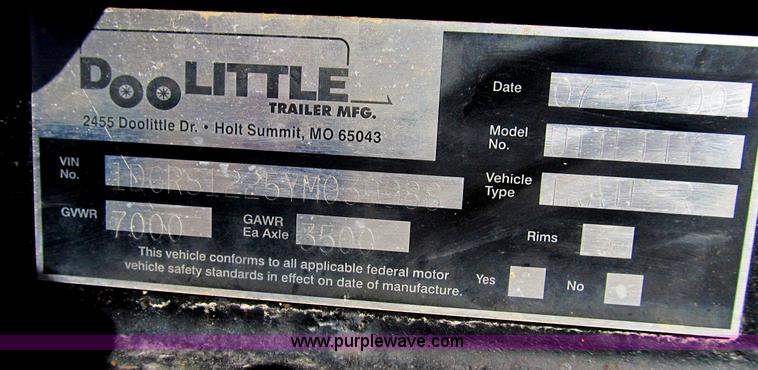 DOOLITTLE
TRAILER MFG.
2455 Doolittle Dr. • Holt Summit, MO 65043
Date
Model
No.
VIN
No.
Vehicle
Type
GVWR
7000
GAWR
Ea Axle
3500
Rims
This vehicle conforms to all applicable federal motor
vehicle safety standards in effect on date of manufacture.
Yes
No
www.purplewave.com